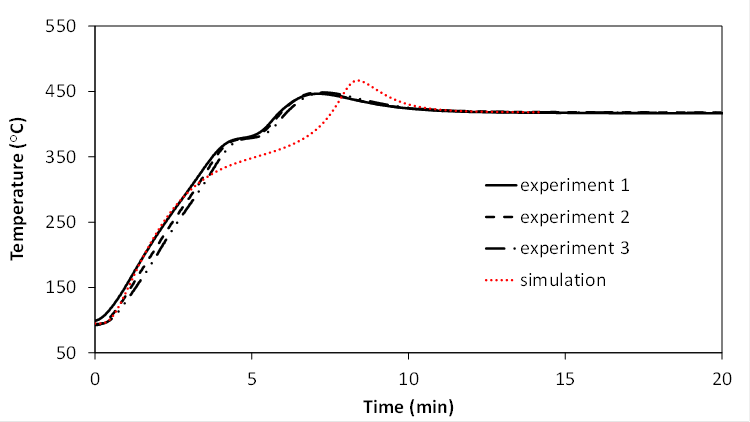 550
450
350
250
150
50
Temperature (°C)
0
5
10
15
20
Time (min)
experiment 1
experiment 2
experiment 3
simulation